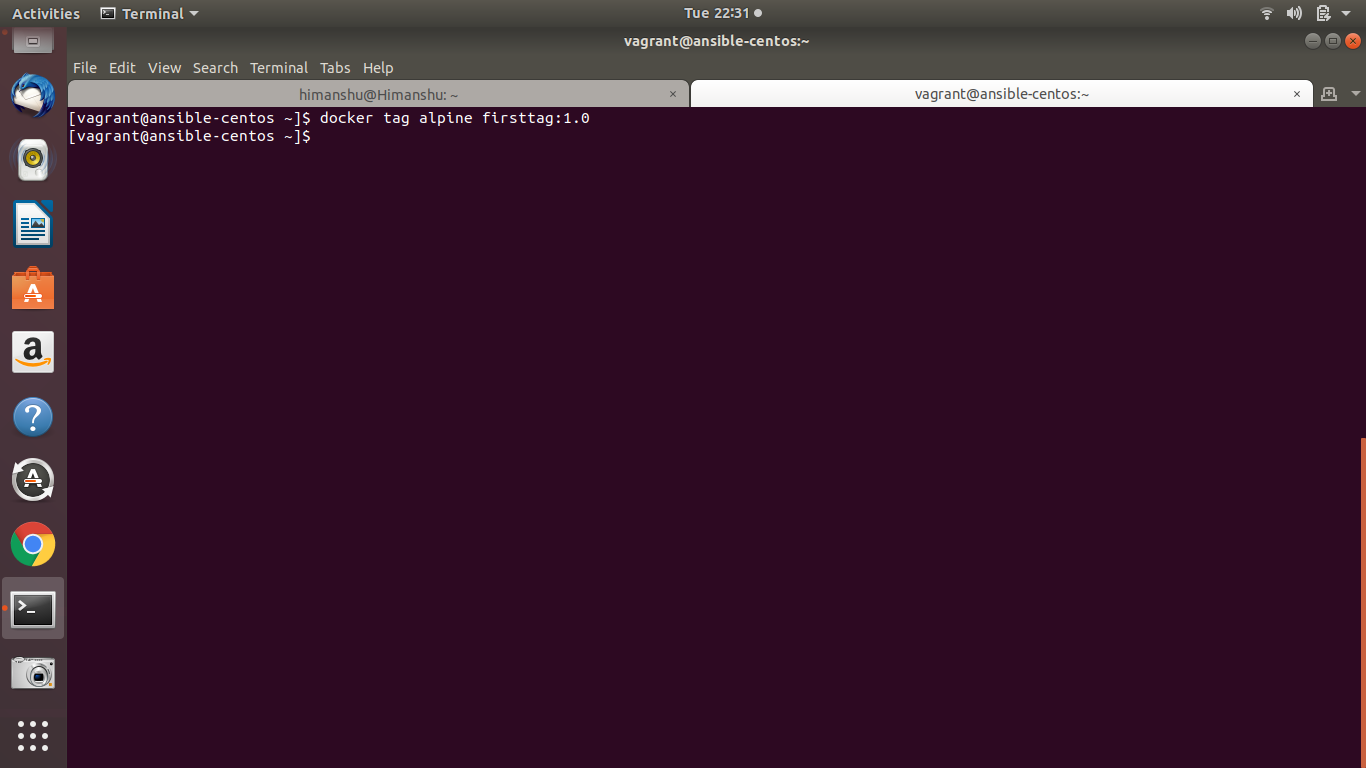 Activities Terminal Tue 22:31
vagrant@ansible-centos:~
File Edit View Search Terminal Tabs Help
himanshu@Himanshu: ~ × vagrant@ansible-centos:~ ×
[vagrant@ansible-centos ~]$ docker tag alpine firsttag:1.0
[vagrant@ansible-centos ~]$